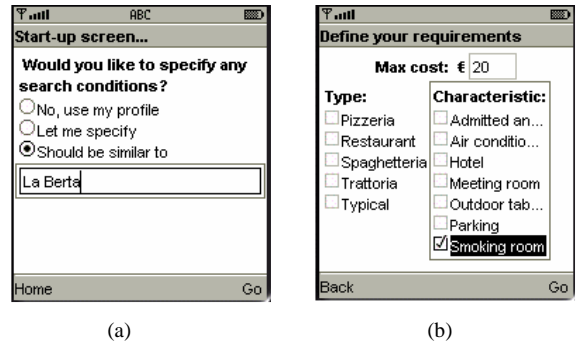 ABC
Start-up screen...
Would you like to specify any
search conditions?
No, use my profile
Let me specify
Should be similar to
La Berta
Home Go
(a)
Define your requirements
Max cost: € 20
Type:
Pizzeria
Restaurant
Spaghetteria
Trattoria
Typical
Characteristic:
Admitted an...
Air conditio...
Hotel
Meeting room
Outdoor tab...
Parking
Smoking room
Back Go
(b)